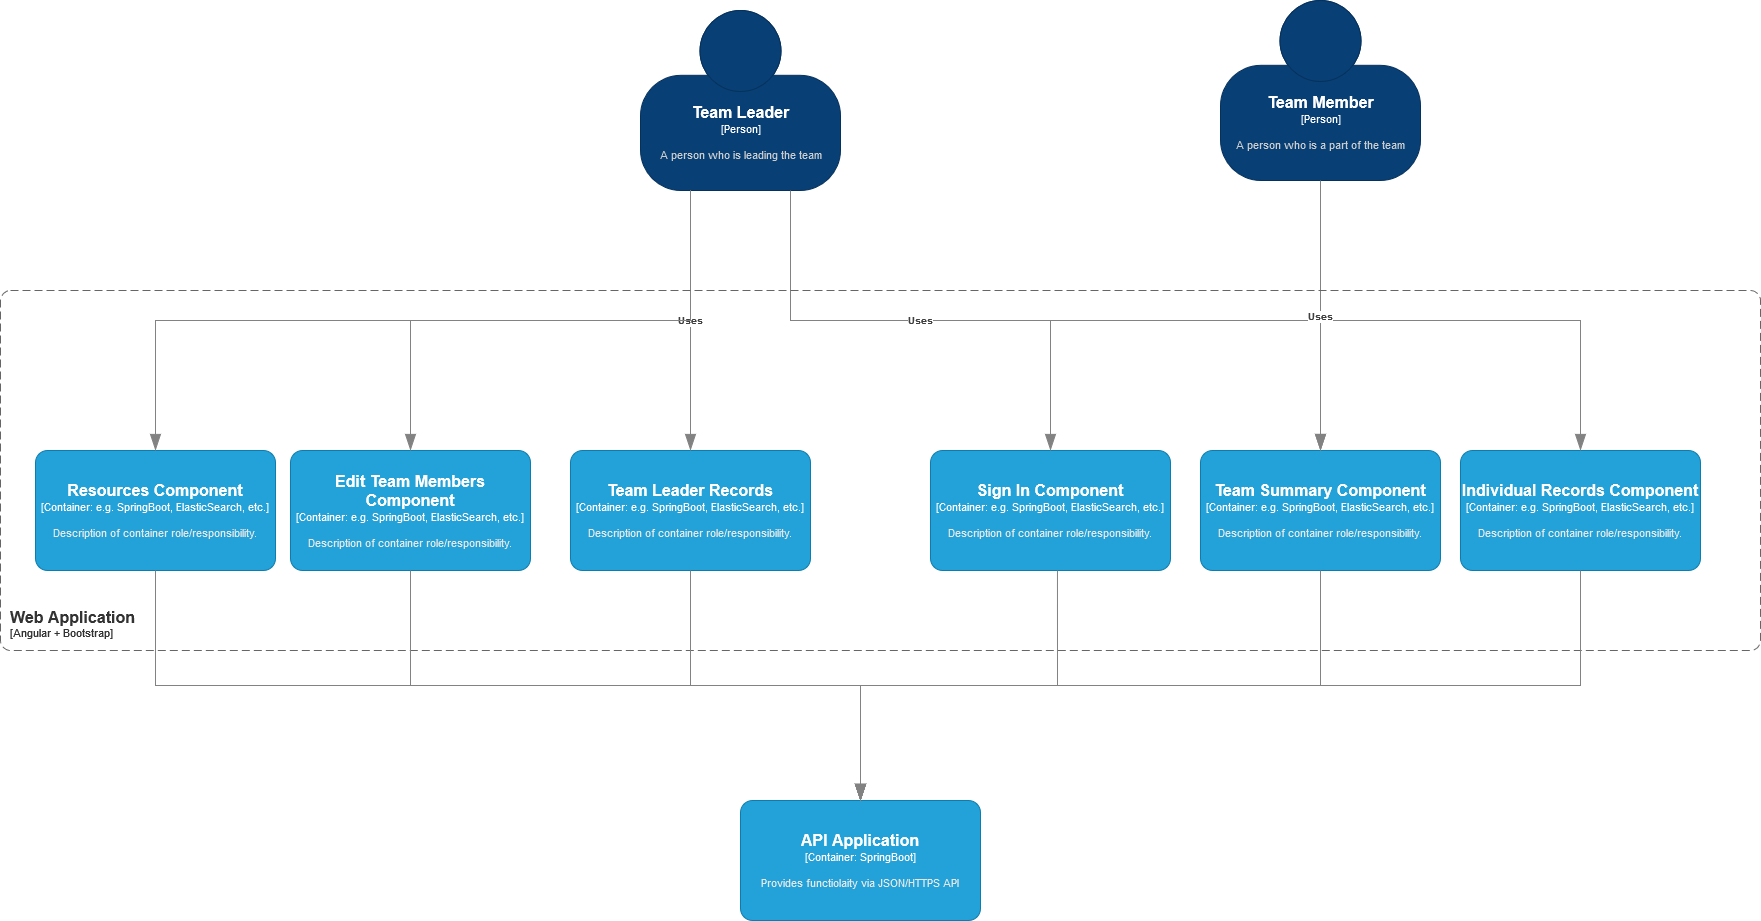 Team Leader
[Person]
A person who is leading the team
Team Member
[Person]
A person who is a part of the team
Uses
Uses
Uses
Resources Component
[Container: e.g. SpringBoot, ElasticSearch, etc.]
Description of container role/responsibility.
Edit Team Members
Component
[Container: e.g. SpringBoot, ElasticSearch, etc.]
Description of container role/responsibility.
Team Leader Records
[Container: e.g. SpringBoot, ElasticSearch, etc.]
Description of container role/responsibility.
Sign In Component
[Container: e.g. SpringBoot, ElasticSearch, etc.]
Description of container role/responsibility.
Team Summary Component
[Container: e.g. SpringBoot, ElasticSearch, etc.]
Description of container role/responsibility.
Individual Records Component
[Container: e.g. SpringBoot, ElasticSearch, etc.]
Description of container role/responsibility.
Web Application
[Angular + Bootstrap]
API Application
[Container: SpringBoot]
Provides functiolaity via JSON/HTTPS API